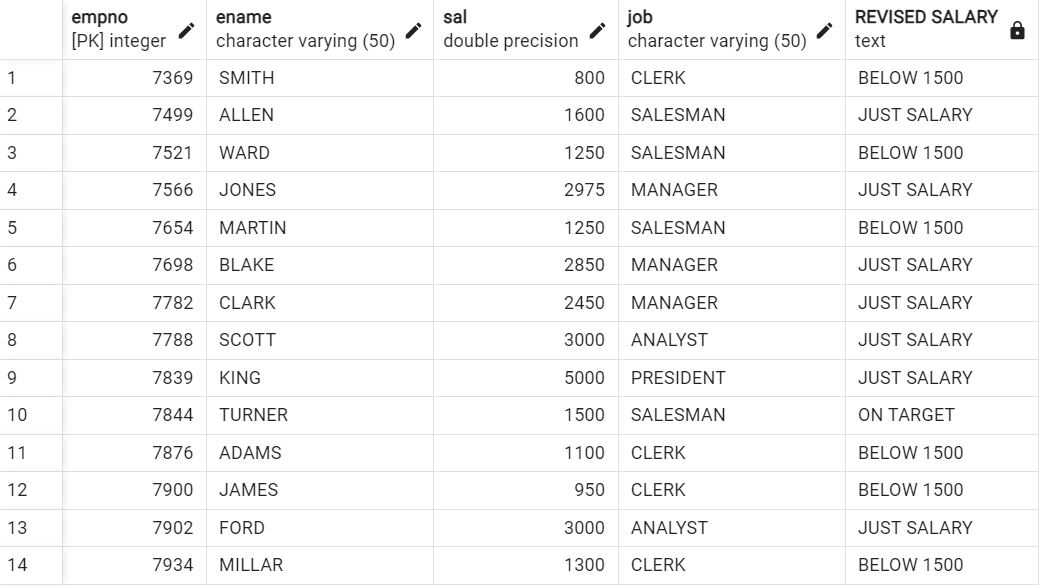 empno ename sal job REVISED SALARY
[PK] integer character varying (50) double precision character varying (50) text
1 7369 SMITH 800 CLERK BELOW 1500
2 7499 ALLEN 1600 SALESMAN JUST SALARY
3 7521 WARD 1250 SALESMAN BELOW 1500
4 7566 JONES 2975 MANAGER JUST SALARY
5 7654 MARTIN 1250 SALESMAN BELOW 1500
6 7698 BLAKE 2850 MANAGER JUST SALARY
7 7782 CLARK 2450 MANAGER JUST SALARY
8 7788 SCOTT 3000 ANALYST JUST SALARY
9 7839 KING 5000 PRESIDENT JUST SALARY
10 7844 TURNER 1500 SALESMAN ON TARGET
11 7876 ADAMS 1100 CLERK BELOW 1500
12 7900 JAMES 950 CLERK BELOW 1500
13 7902 FORD 3000 ANALYST JUST SALARY
14 7934 MILLAR 1300 CLERK BELOW 1500